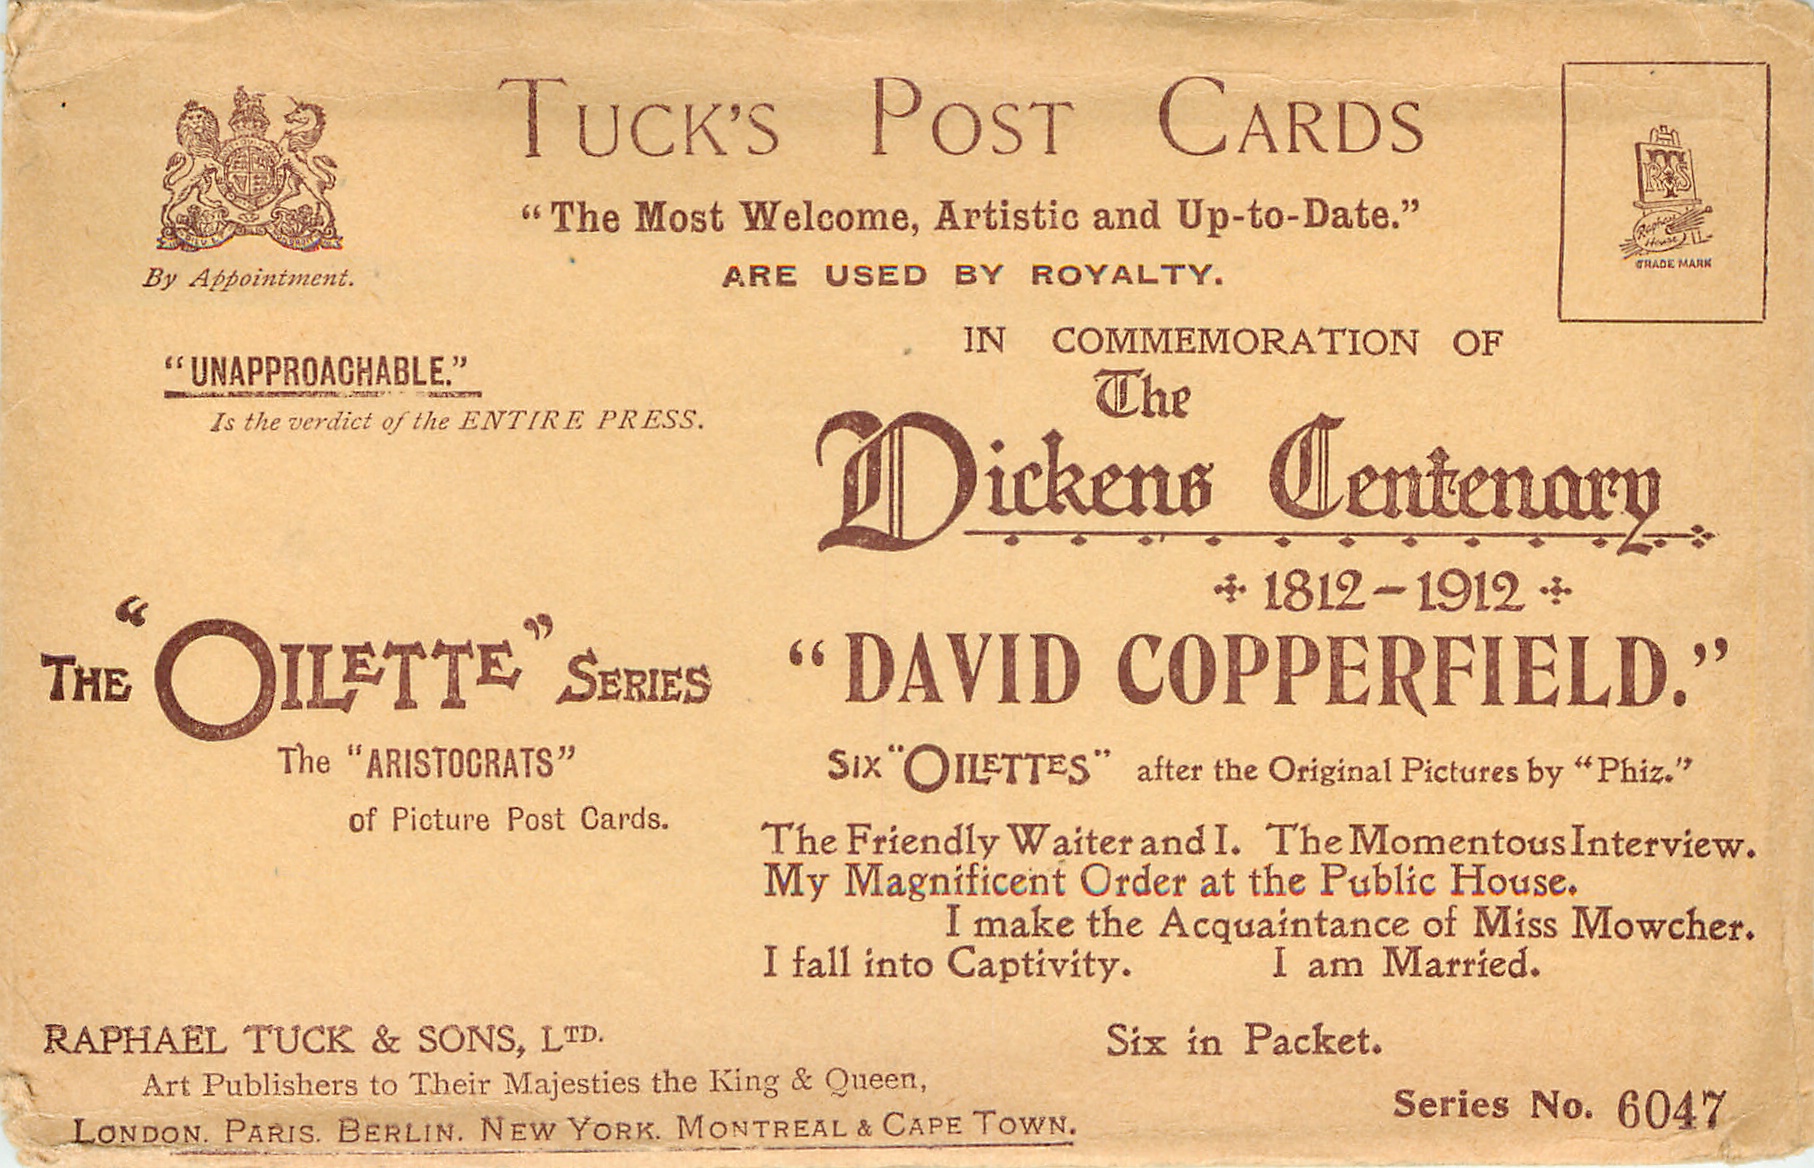 TUCK'S POST CARDS
"The Most Welcome, Artistic and Up-to-Date."
ARE USED BY ROYALTY.
By Appointment.
TRS
Raphael
House
TRADE MARK
"UNAPPROACHABLE."
Is the verdict of the ENTIRE PRESS.
IN COMMEMORATION OF
The
Dickens Centenary
1812-1912
"DAVID COPPERFIELD."
THE "OILETTE" SERIES
The "ARISTOCRATS"
of Picture Post Cards.
SIX "OILETTES" after the Original Pictures by "Phiz."
The Friendly Waiter and I. The Momentous Interview.
My Magnificent Order at the Public House.
I make the Acquaintance of Miss Mowcher.
I fall into Captivity. I am Married.
RAPHAEL TUCK & SONS, LTD.
Art Publishers to Their Majesties the King & Queen,
LONDON. PARIS. BERLIN. NEW YORK. MONTREAL & CAPE TOWN.
Six in Packet.
Series No. 6047